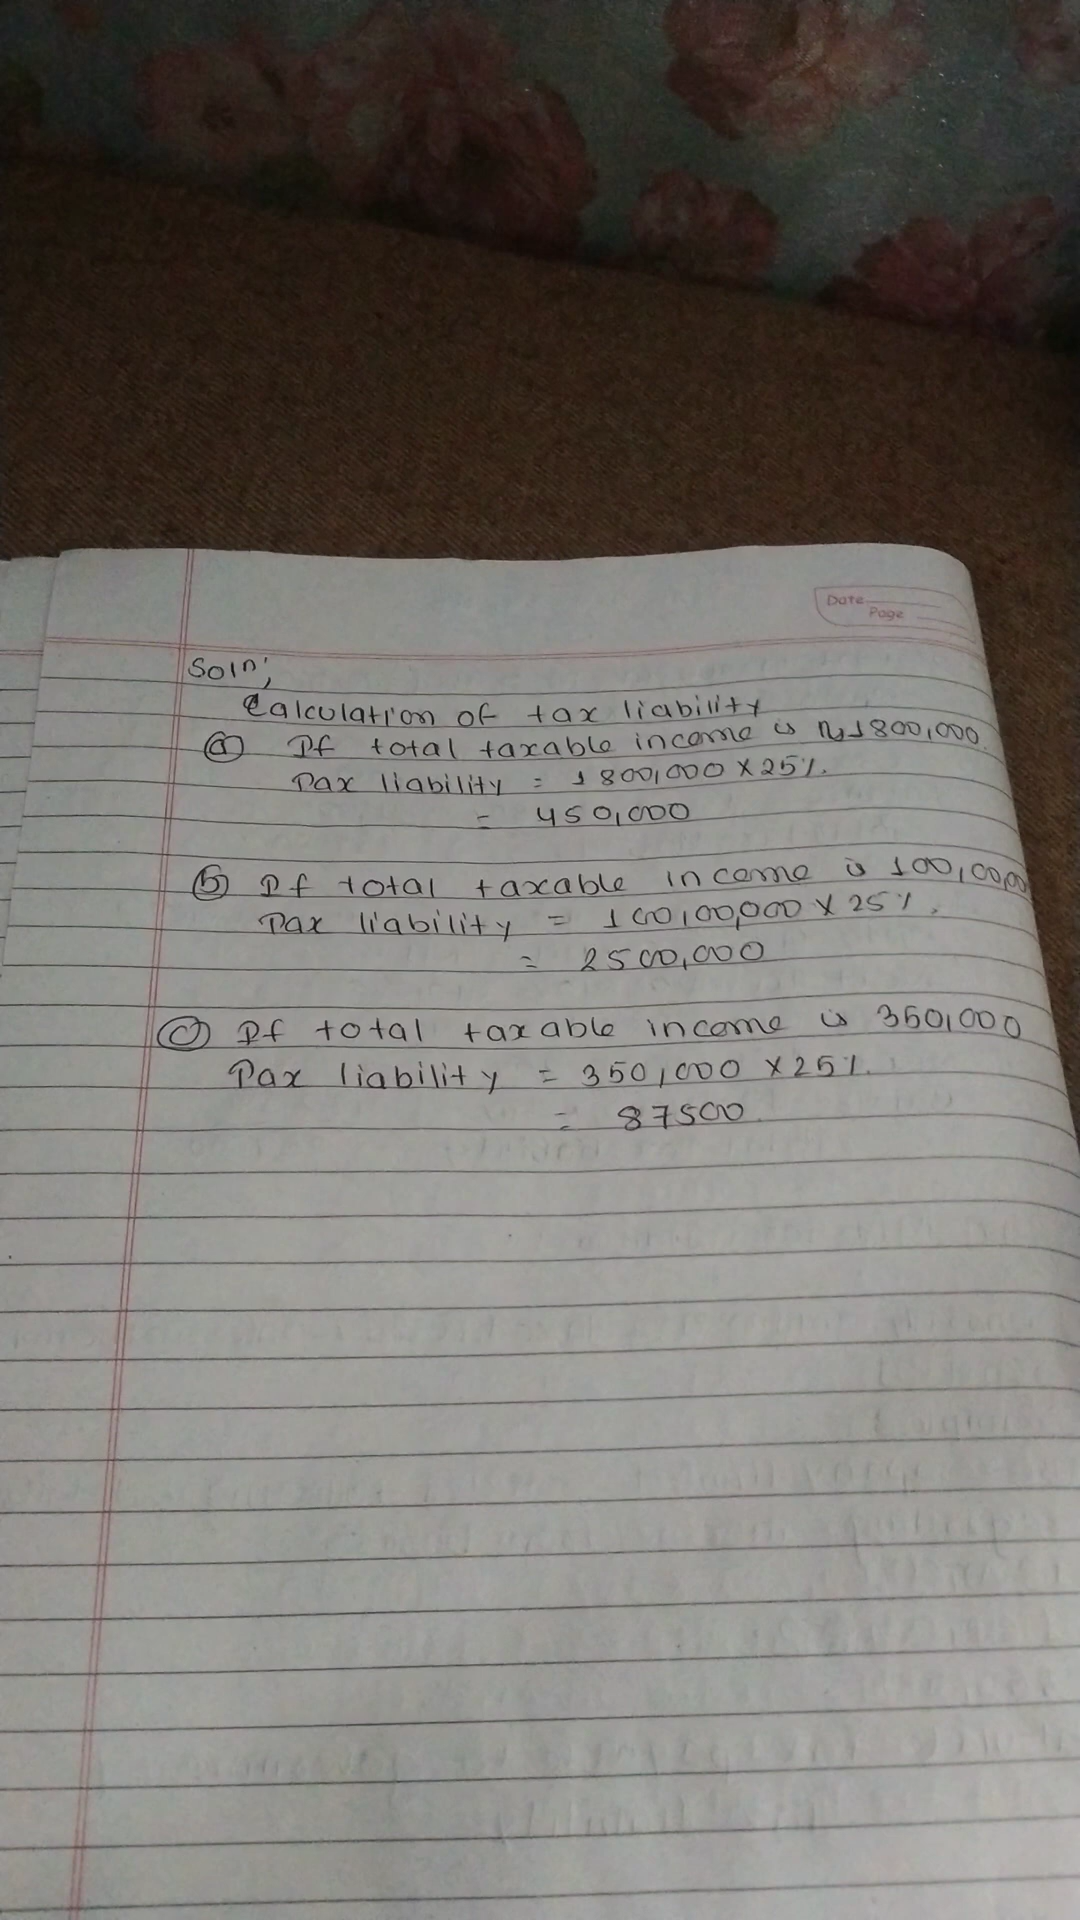 Date
Page
Soln;
Calculation of tax liability
(a) If total taxable income is Rs 1800,000.
Tax liability = 1800,000 x 25%.
= 450,000
(b) If total taxable income is 100,00,000
Tax liability = 100,00,000 x 25%.
= 2500,000
(c) If total taxable income is 350,000
Tax liability = 350,000 x 25%.
= 87500